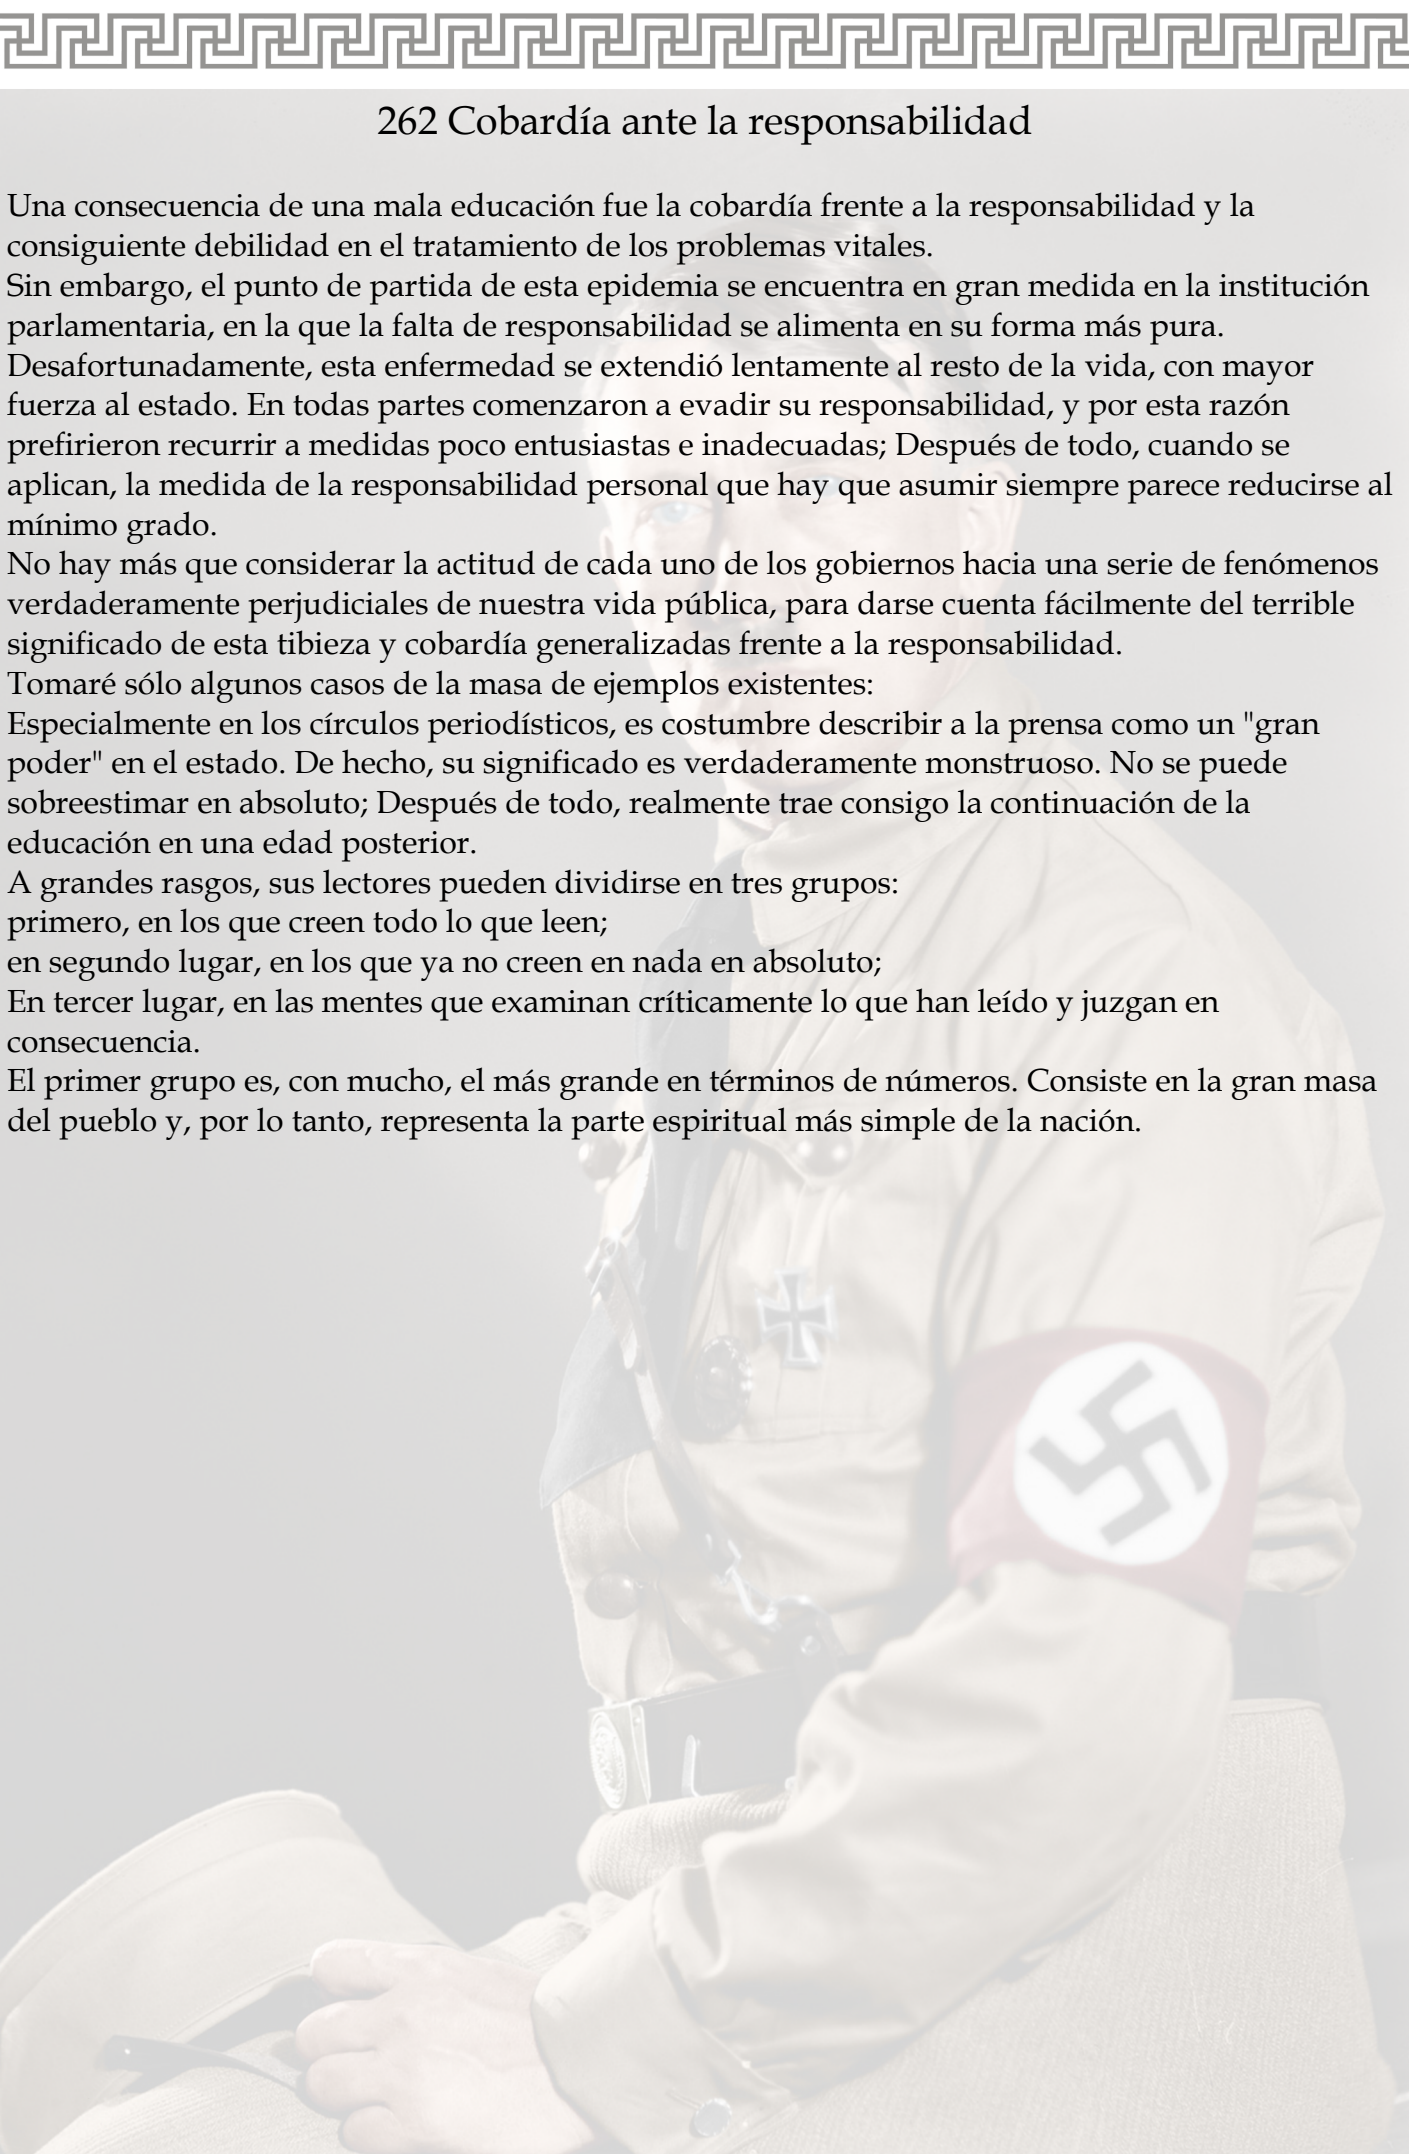 262 Cobardía ante la responsabilidad
Una consecuencia de una mala educación fue la cobardía frente a la responsabilidad y la
consiguiente debilidad en el tratamiento de los problemas vitales.
Sin embargo, el punto de partida de esta epidemia se encuentra en gran medida en la institución
parlamentaria, en la que la falta de responsabilidad se alimenta en su forma más pura.
Desafortunadamente, esta enfermedad se extendió lentamente al resto de la vida, con mayor
fuerza al estado. En todas partes comenzaron a evadir su responsabilidad, y por esta razón
prefirieron recurrir a medidas poco entusiastas e inadecuadas; Después de todo, cuando se
aplican, la medida de la responsabilidad personal que hay que asumir siempre parece reducirse al
mínimo grado.
No hay más que considerar la actitud de cada uno de los gobiernos hacia una serie de fenómenos
verdaderamente perjudiciales de nuestra vida pública, para darse cuenta fácilmente del terrible
significado de esta tibieza y cobardía generalizadas frente a la responsabilidad.
Tomaré sólo algunos casos de la masa de ejemplos existentes:
Especialmente en los círculos periodísticos, es costumbre describir a la prensa como un "gran
poder" en el estado. De hecho, su significado es verdaderamente monstruoso. No se puede
sobreestimar en absoluto; Después de todo, realmente trae consigo la continuación de la
educación en una edad posterior.
A grandes rasgos, sus lectores pueden dividirse en tres grupos:
primero, en los que creen todo lo que leen;
en segundo lugar, en los que ya no creen en nada en absoluto;
En tercer lugar, en las mentes que examinan críticamente lo que han leído y juzgan en
consecuencia.
El primer grupo es, con mucho, el más grande en términos de números. Consiste en la gran masa
del pueblo y, por lo tanto, representa la parte espiritual más simple de la nación.